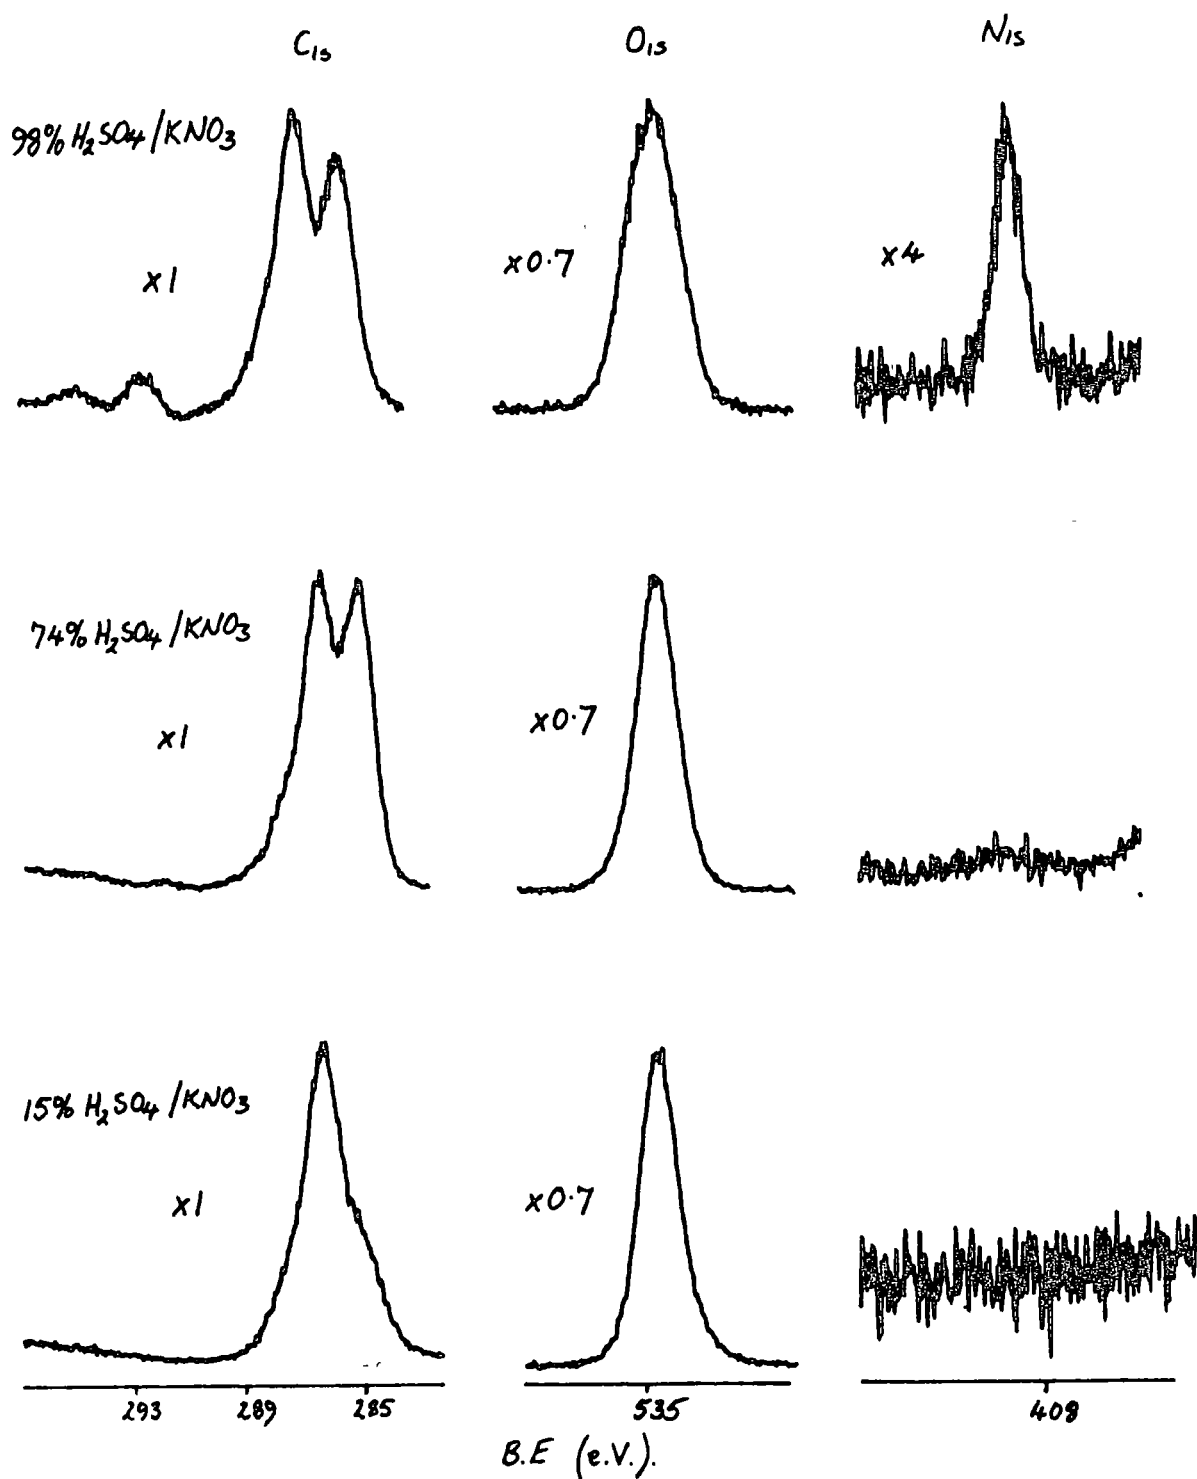 C1s O1s N1s
98% H2SO4 /KNO3
x1 x0.7 x4
74% H2SO4 /KNO3
x1 x0.7
15% H2SO4 /KNO3
x1 x0.7
293 289 285 535 408
B.E (e.V.).